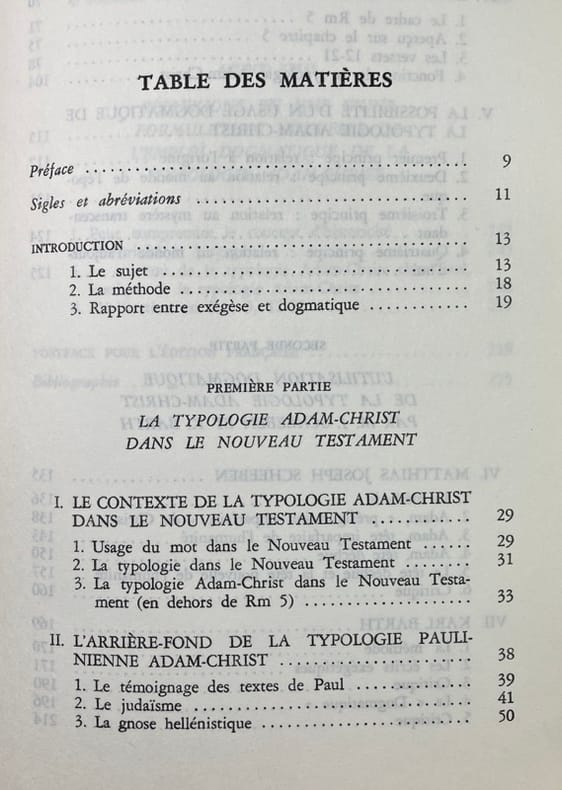 TABLE DES MATIÈRES
Préface .......... 9
Sigles et abréviations .......... 11
INTRODUCTION .......... 13
1. Le sujet .......... 13
2. La méthode .......... 18
3. Rapport entre exégèse et dogmatique .......... 19
PREMIÈRE PARTIE
LA TYPOLOGIE ADAM-CHRIST
DANS LE NOUVEAU TESTAMENT
I. LE CONTEXTE DE LA TYPOLOGIE ADAM-CHRIST
DANS LE NOUVEAU TESTAMENT .......... 29
1. Usage du mot dans le Nouveau Testament .......... 29
2. La typologie dans le Nouveau Testament .......... 31
3. La typologie Adam-Christ dans le Nouveau Testa-
ment (en dehors de Rm 5) .......... 33
II. L'ARRIÈRE-FOND DE LA TYPOLOGIE PAULI-
NIENNE ADAM-CHRIST .......... 38
1. Le témoignage des textes de Paul .......... 39
2. Le judaïsme .......... 41
3. La gnose hellénistique .......... 50